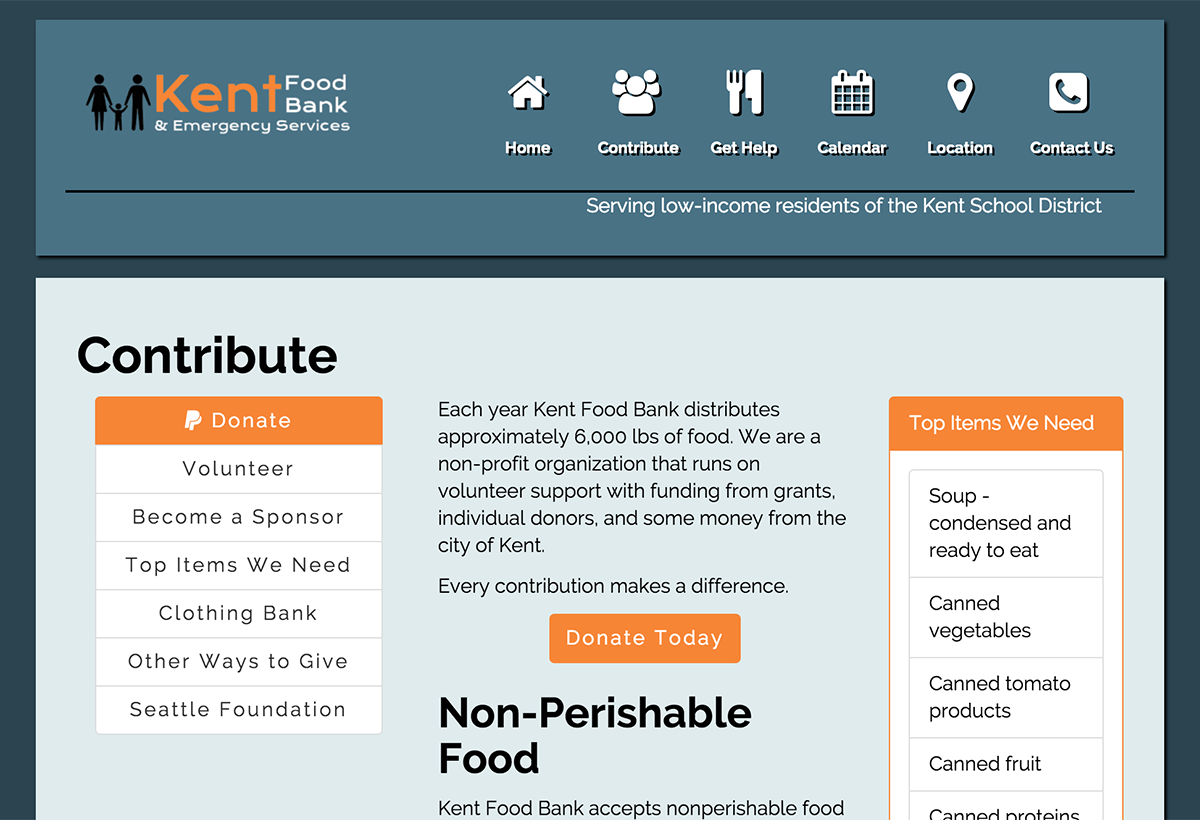 Kent Food
Bank
& Emergency Services
Home Contribute Get Help Calendar Location Contact Us
Serving low-income residents of the Kent School District
Contribute
Donate
Volunteer
Become a Sponsor
Top Items We Need
Clothing Bank
Other Ways to Give
Seattle Foundation
Each year Kent Food Bank distributes
approximately 6,000 lbs of food. We are a
non-profit organization that runs on
volunteer support with funding from grants,
individual donors, and some money from the
city of Kent.
Every contribution makes a difference.
Donate Today
Non-Perishable
Food
Kent Food Bank accepts nonperishable food
Top Items We Need
Soup -
condensed and
ready to eat
Canned
vegetables
Canned tomato
products
Canned fruit
Canned proteins